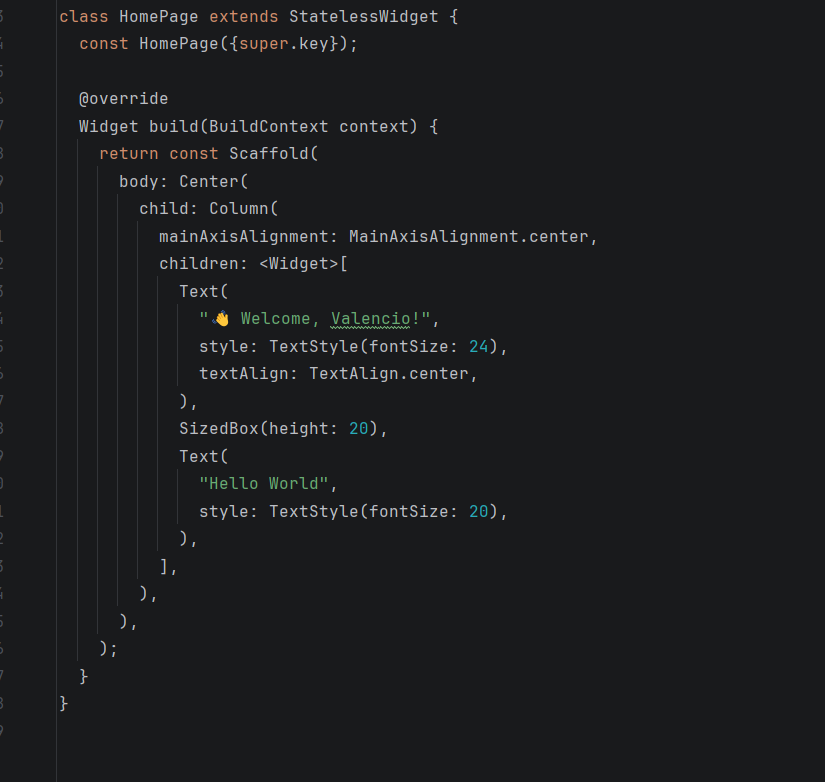 class HomePage extends StatelessWidget {
const HomePage({super.key});
@override
Widget build(BuildContext context) {
return const Scaffold(
body: Center(
child: Column(
mainAxisAlignment: MainAxisAlignment.center,
children: <Widget>[
Text(
"👋 Welcome, Valencio!",
style: TextStyle(fontSize: 24),
textAlign: TextAlign.center,
),
SizedBox(height: 20),
Text(
"Hello World",
style: TextStyle(fontSize: 20),
),
],
),
),
);
}
}